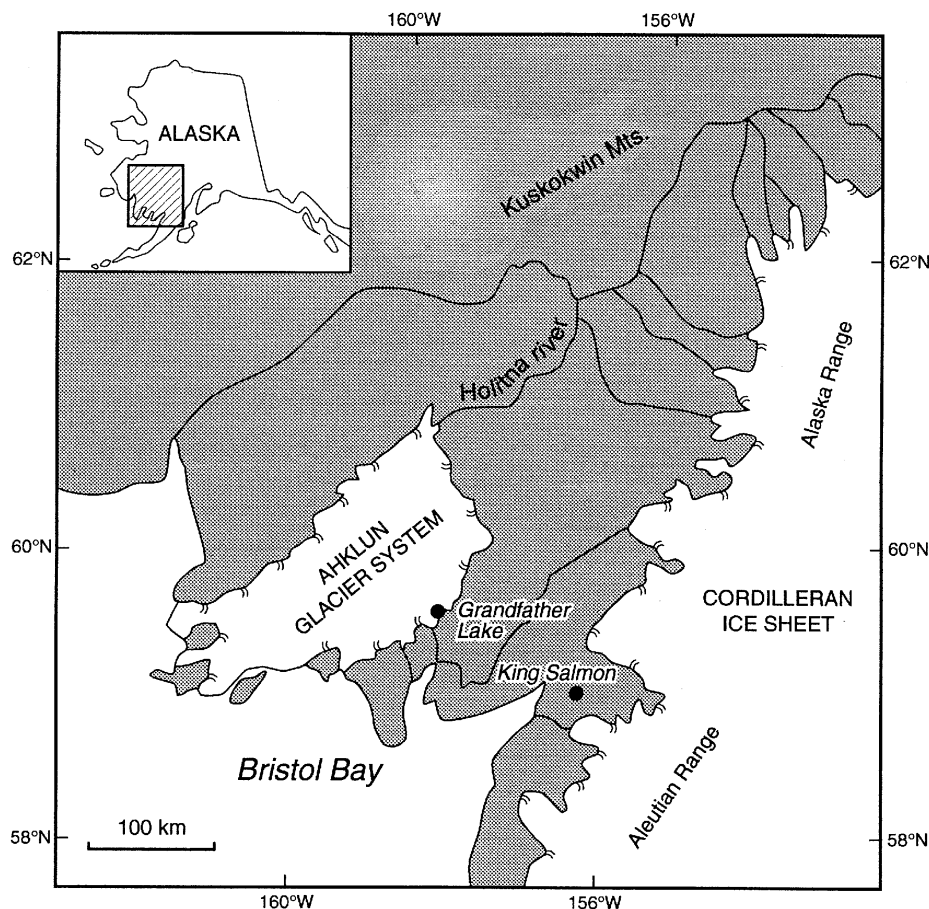 160°W
156°W
ALASKA
Kuskokwin Mts.
62°N
62°N
Holitna river
Alaska Range
AHKLUN
GLACIER SYSTEM
60°N
60°N
CORDILLERAN
ICE SHEET
Grandfather
Lake
King Salmon
Bristol Bay
Aleutian Range
100 km
58°N
58°N
160°W
156°W